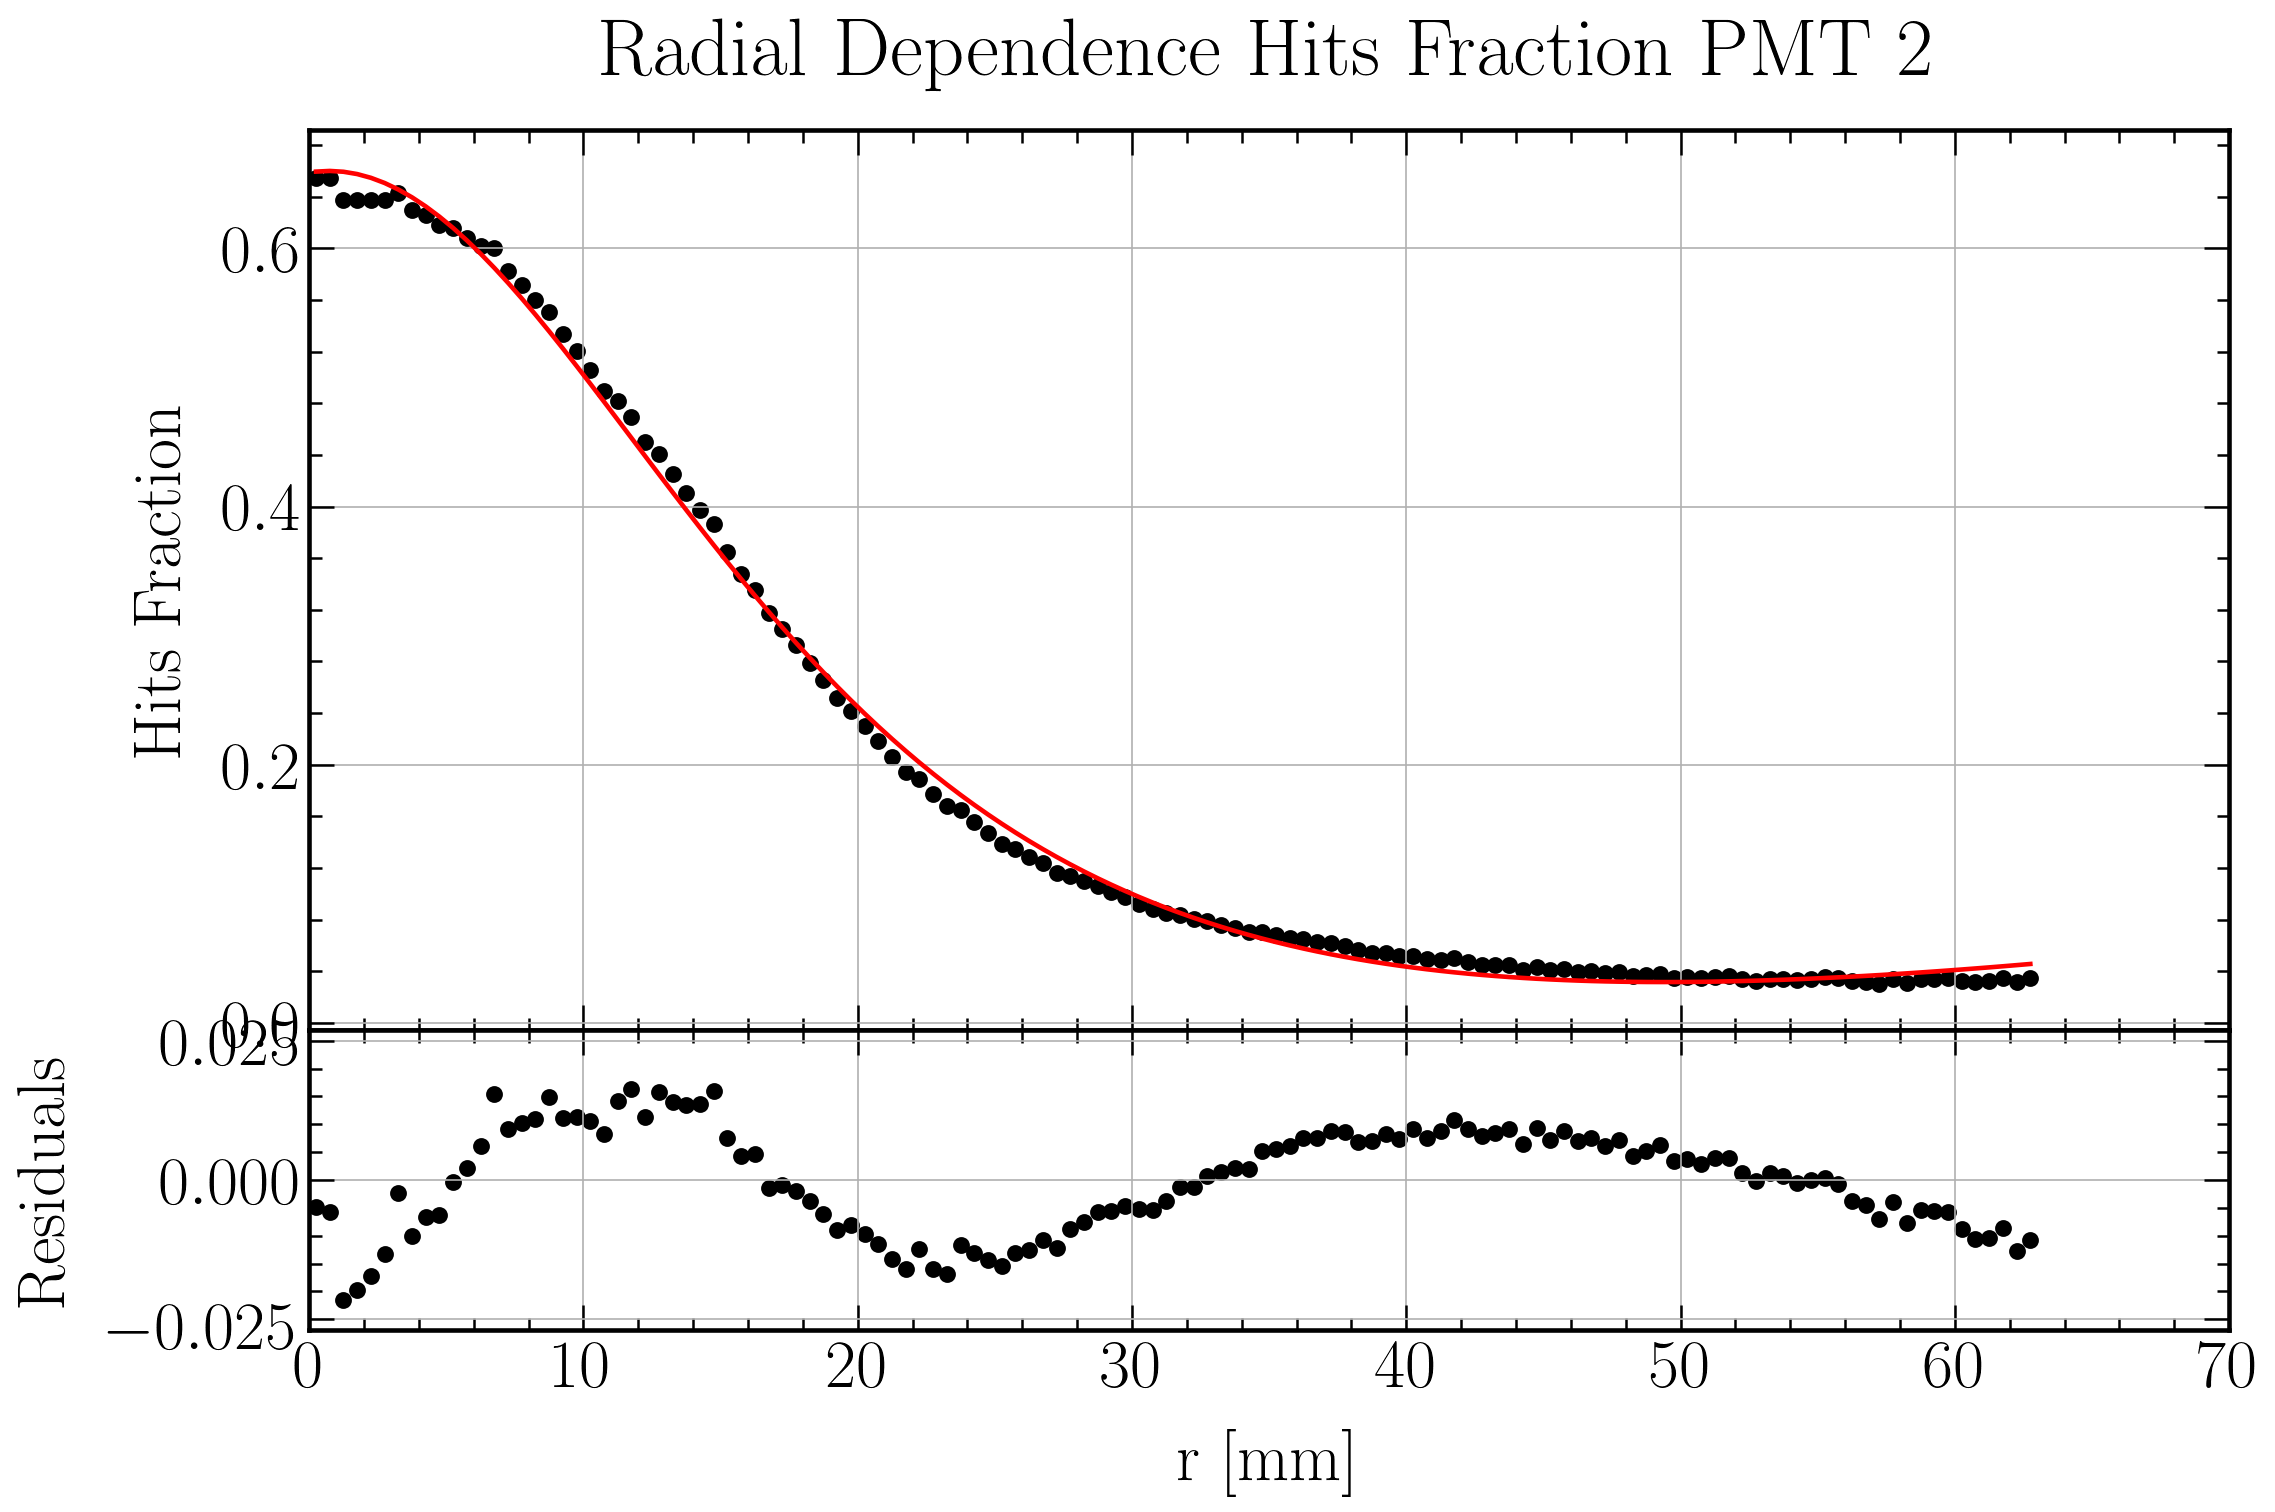 Radial Dependence Hits Fraction PMT 2
Hits Fraction
0.6
0.4
0.2
0.0
Residuals
0.025
0.000
−0.025
0 10 20 30 40 50 60 70
r [mm]